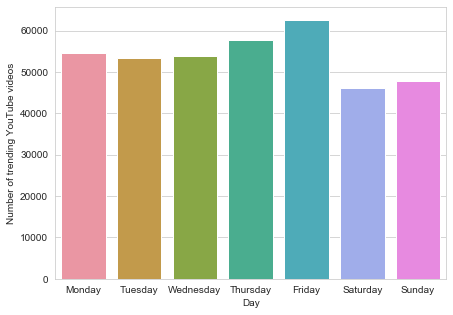 Number of trending YouTube videos
60000
50000
40000
30000
20000
10000
0
Monday Tuesday Wednesday Thursday Friday Saturday Sunday
Day